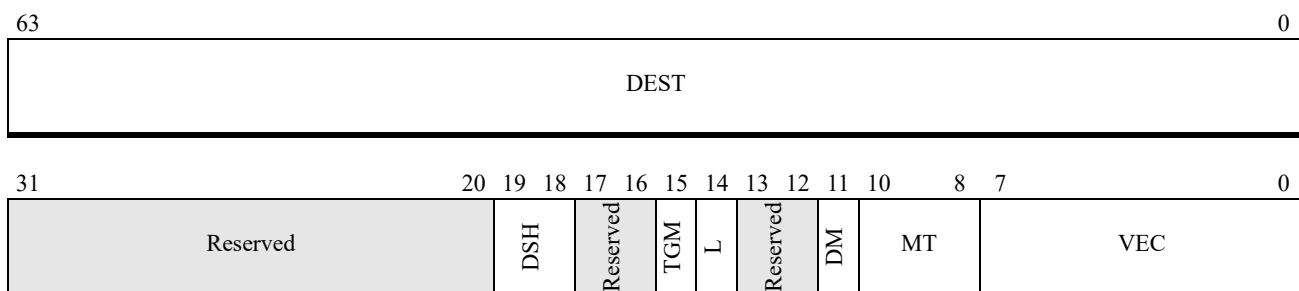 63 0
DEST
31 20 19 18 17 16 15 14 13 12 11 10 8 7 0
Reserved DSH Reserved TGM L Reserved DM MT VEC